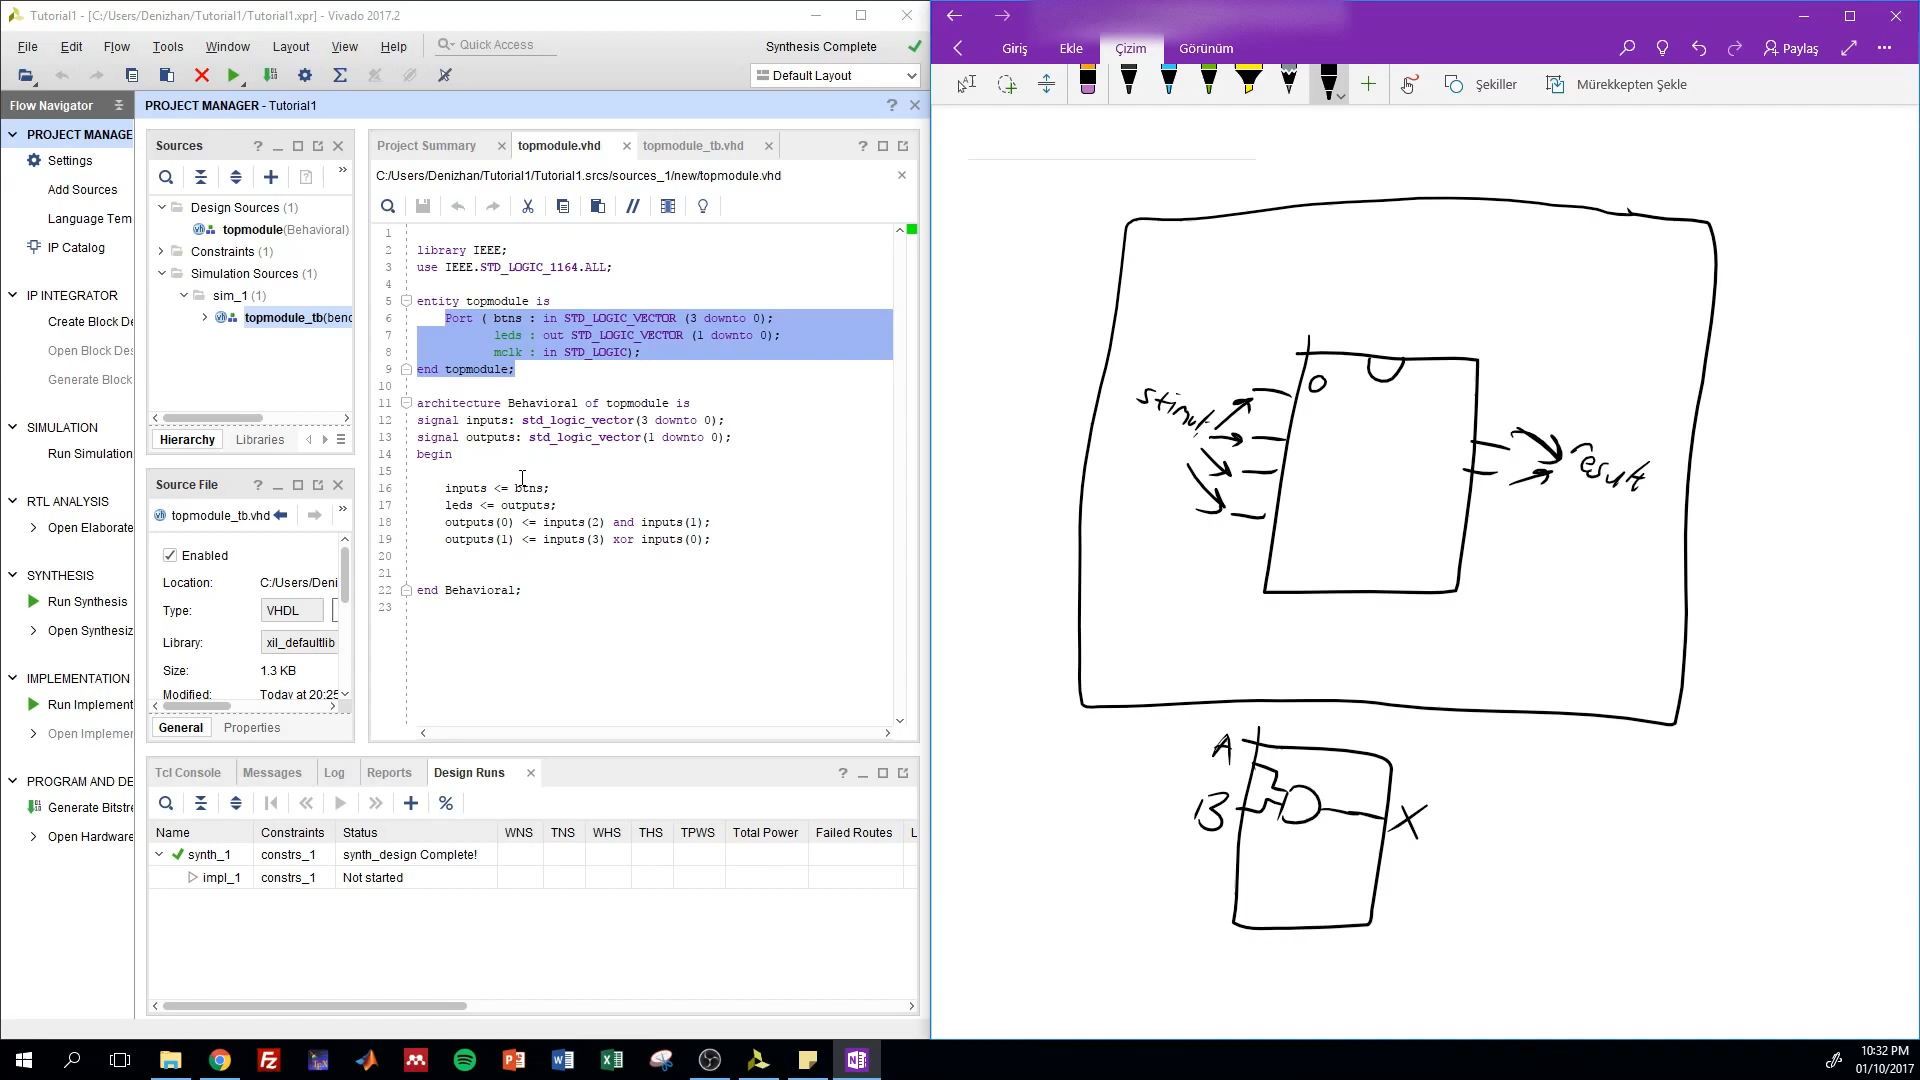 Tutorial1 - [C:/Users/Denizhan/Tutorial1/Tutorial1.xpr] - Vivado 2017.2
File Edit Flow Tools Window Layout View Help Quick Access Synthesis Complete
Default Layout
Flow Navigator
PROJECT MANAGE
Settings
Add Sources
Language Tem
IP Catalog
IP INTEGRATOR
Create Block De
Open Block Des
Generate Block
SIMULATION
Run Simulation
RTL ANALYSIS
Open Elaborate
SYNTHESIS
Run Synthesis
Open Synthesiz
IMPLEMENTATION
Run Implement
Open Implemer
PROGRAM AND DE
Generate Bitstre
Open Hardware
PROJECT MANAGER - Tutorial1
Sources
Design Sources (1)
topmodule(Behavioral)
Constraints (1)
Simulation Sources (1)
sim_1 (1)
topmodule_tb(benc
Hierarchy Libraries
Source File
topmodule_tb.vhd
Enabled
Location: C:/Users/Deni
Type: VHDL
Library: xil_defaultlib
Size: 1.3 KB
Modified: Today at 20:25
General Properties
Project Summary topmodule.vhd topmodule_tb.vhd
C:/Users/Denizhan/Tutorial1/Tutorial1.srcs/sources_1/new/topmodule.vhd
1
2 library IEEE;
3 use IEEE.STD_LOGIC_1164.ALL;
4
5 entity topmodule is
6 Port ( btns : in STD_LOGIC_VECTOR (3 downto 0);
7 leds : out STD_LOGIC_VECTOR (1 downto 0);
8 mclk : in STD_LOGIC);
9 end topmodule;
10
11 architecture Behavioral of topmodule is
12 signal inputs: std_logic_vector(3 downto 0);
13 signal outputs: std_logic_vector(1 downto 0);
14 begin
15
16 inputs <= btns;
17 leds <= outputs;
18 outputs(0) <= inputs(2) and inputs(1);
19 outputs(1) <= inputs(3) xor inputs(0);
20
21
22 end Behavioral;
23
Tcl Console Messages Log Reports Design Runs
Name Constraints Status WNS TNS WHS THS TPWS Total Power Failed Routes L
synth_1 constrs_1 synth_design Complete!
impl_1 constrs_1 Not started
Giriş Ekle Çizim Görünüm Paylaş
Şekiller Mürekkepten Şekle
result
A
B
X
10:32 PM
01/10/2017